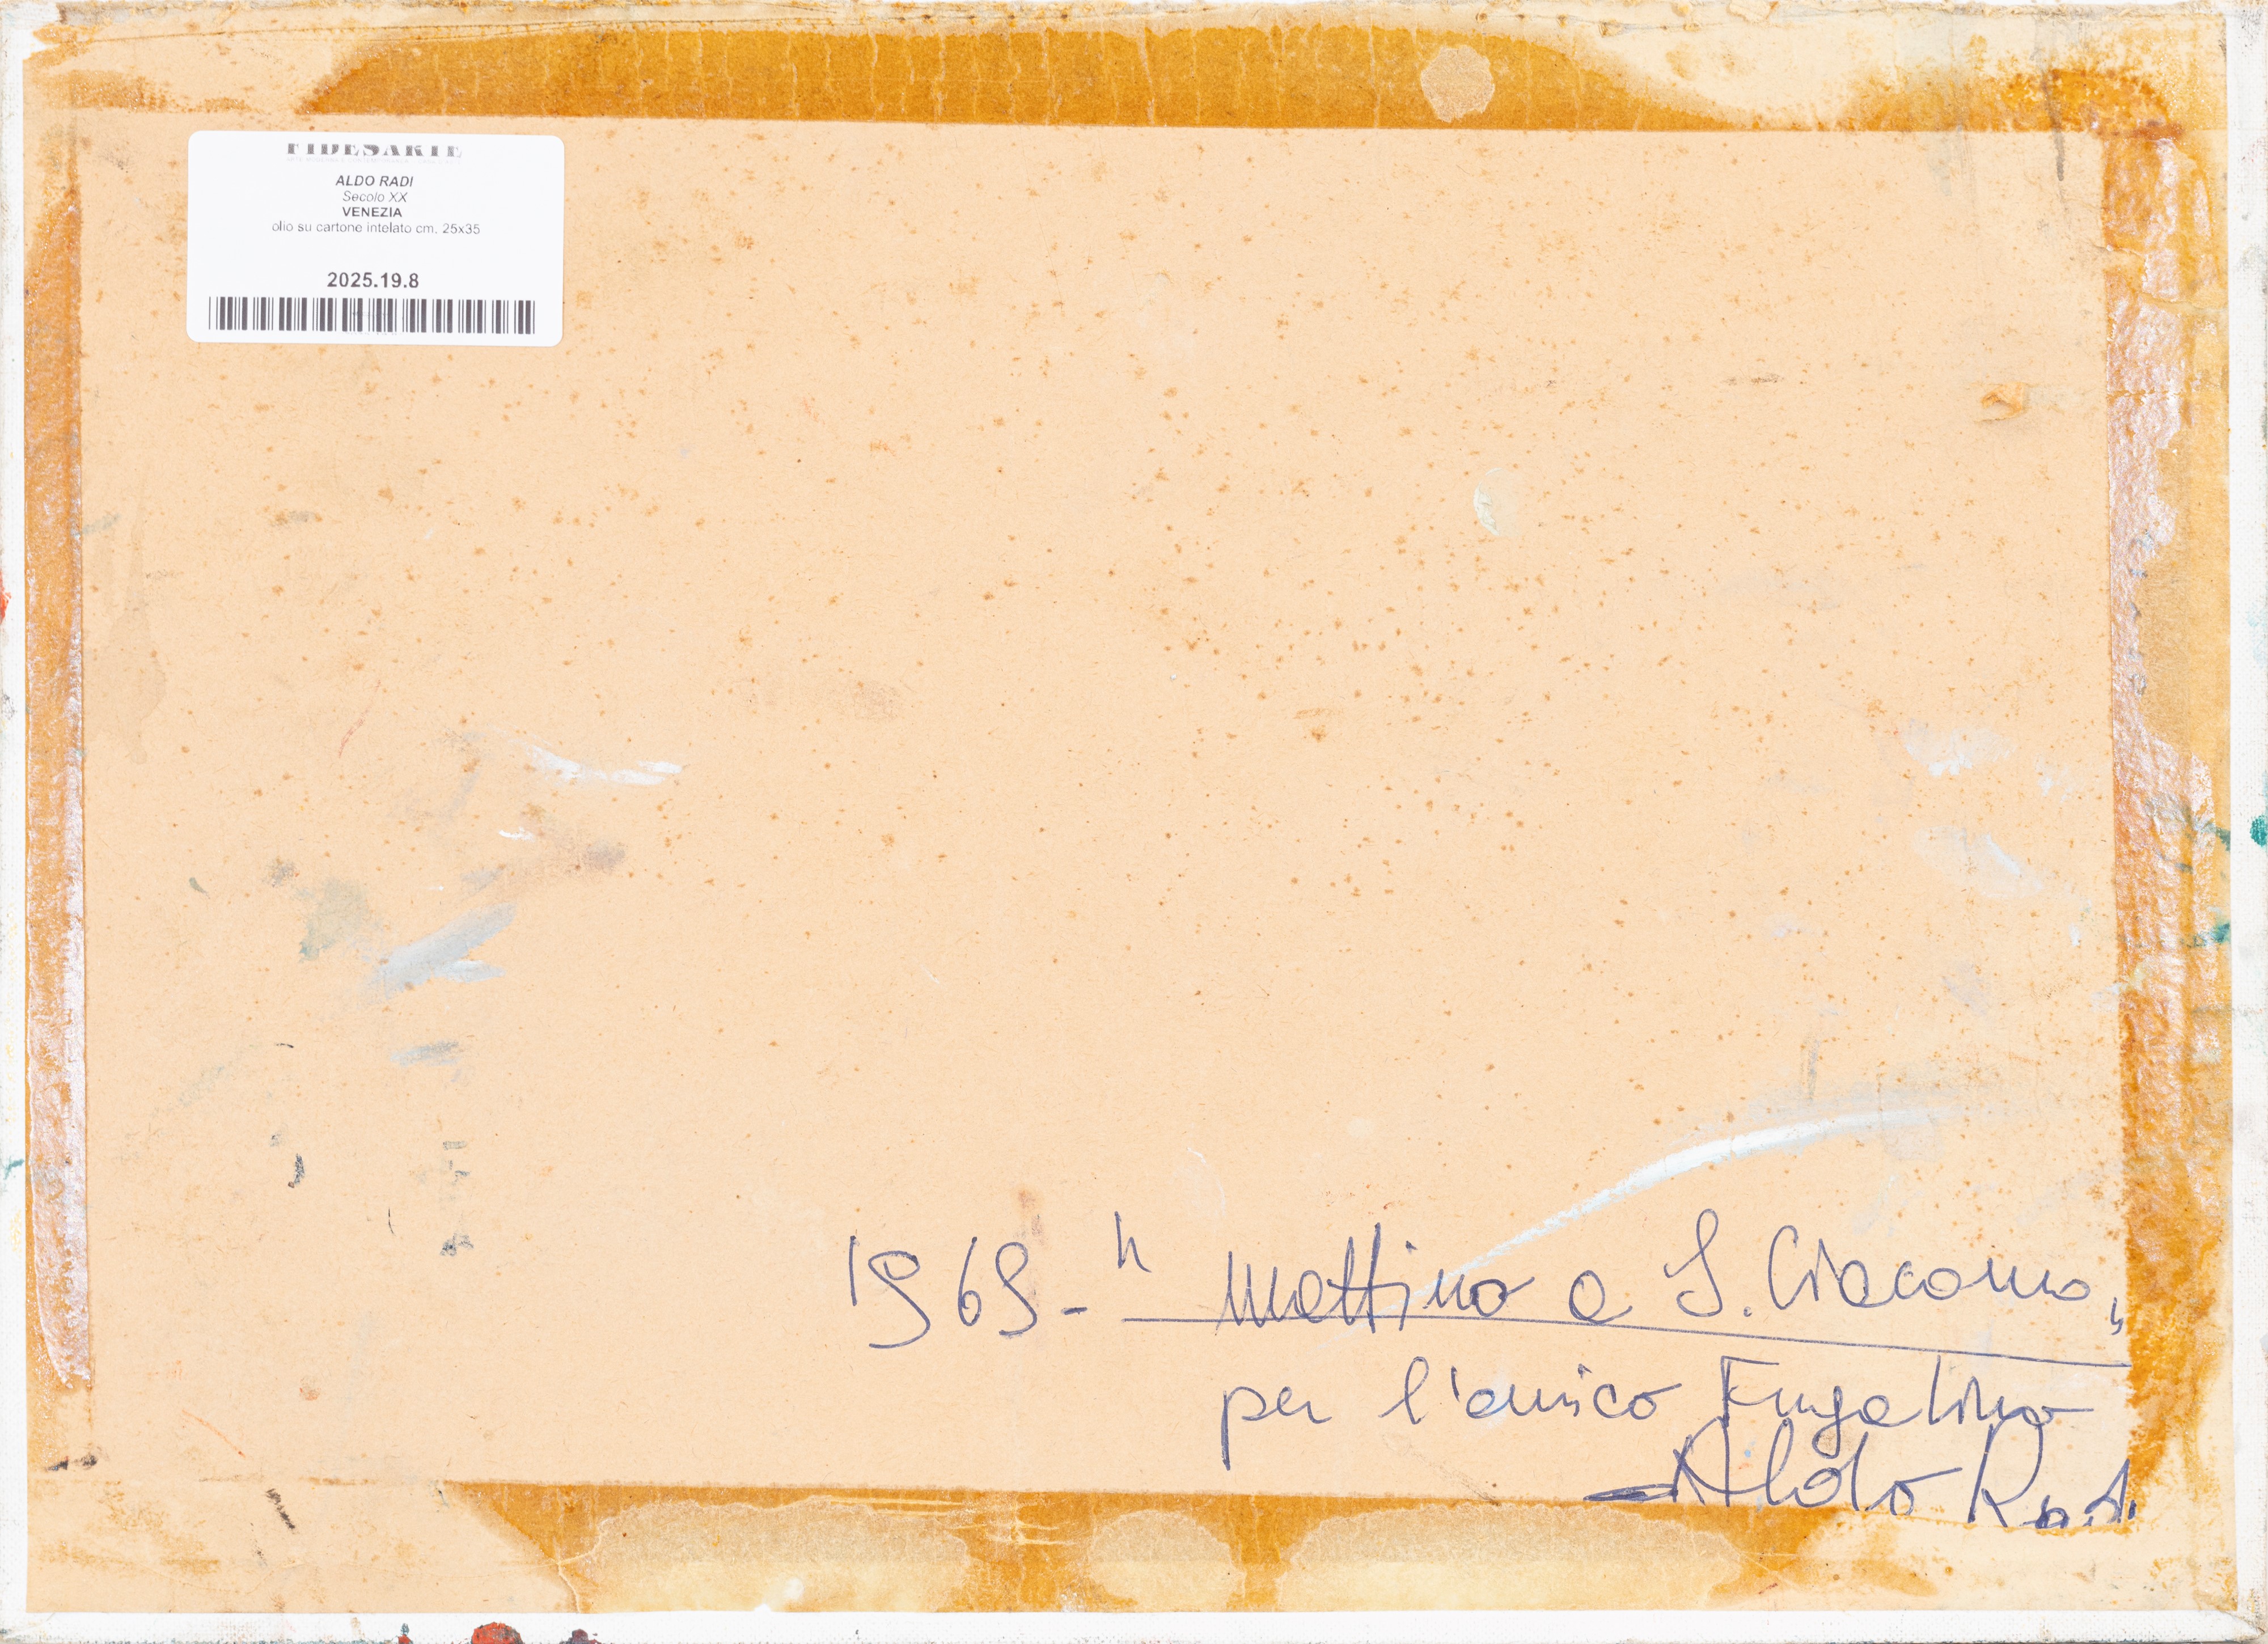 FIDESARTE
ALDO RADI
Secolo XX
VENEZIA
olio su cartone intelato cm. 25x35
2025.19.8
1969 - " Mattino a S. Giacomo „
per l'amico
Aldo Radi